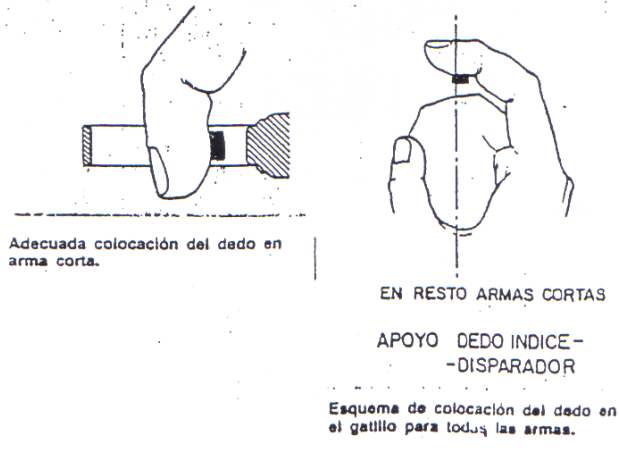 Adecuada colocación del dedo en
arma corta.
EN RESTO ARMAS CORTAS
APOYO DEDO INDICE-
-DISPARADOR
Esquema de colocación del dedo en
el gatillo para todas las armas.